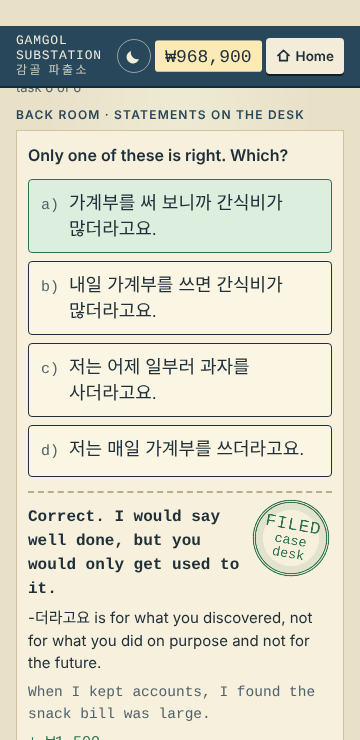 GAMGOL
SUBSTATION
감골 파출소
₩968,900
Home
task 6 of 6
BACK ROOM · STATEMENTS ON THE DESK
Only one of these is right. Which?
a) 가계부를 써 보니까 간식비가
많더라고요.
b) 내일 가계부를 쓰면 간식비가
많더라고요.
c) 저는 어제 일부러 과자를
사더라고요.
d) 저는 매일 가계부를 쓰더라고요.
Correct. I would say
well done, but you
would only get used to
it.
FILED
case
desk
-더라고요 is for what you discovered, not
for what you did on purpose and not for
the future.
When I kept accounts, I found the
snack bill was large.
+ ₩1,500